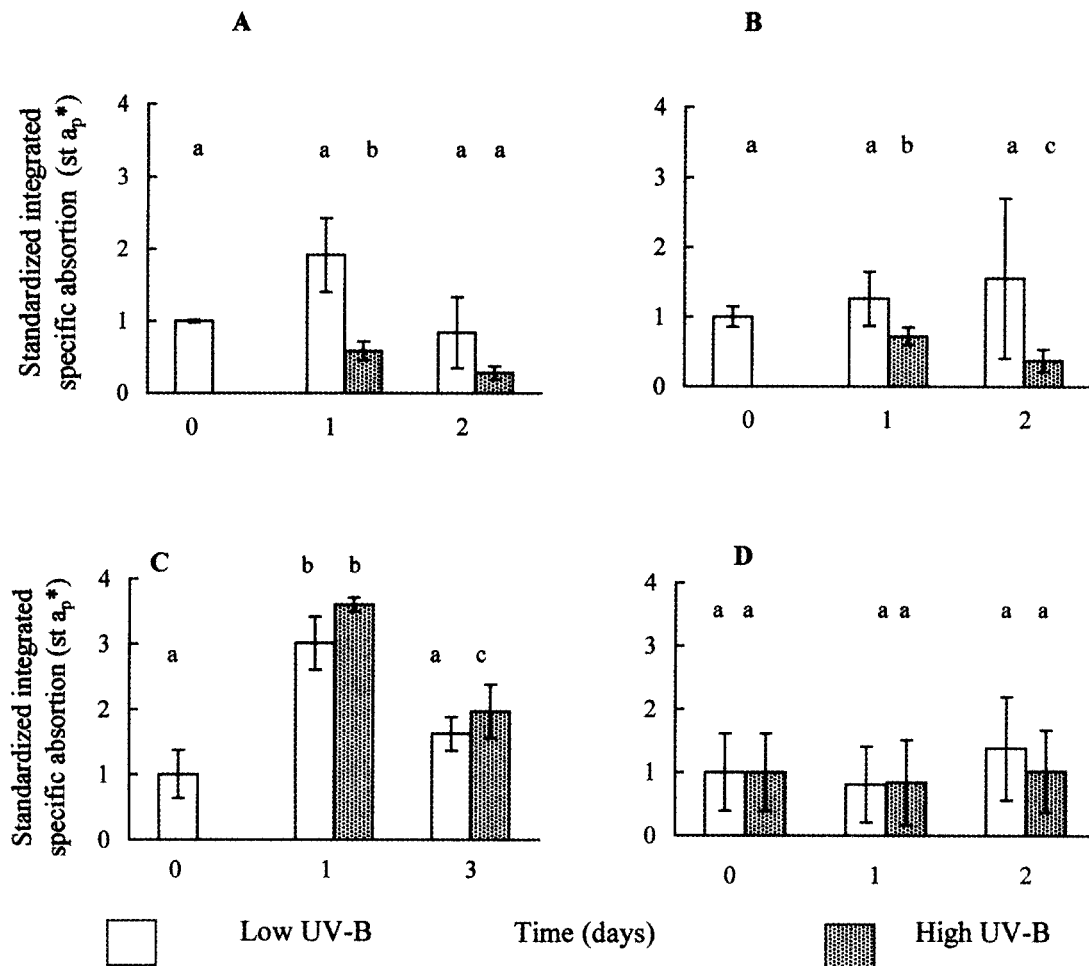 A
B
Standardized integrated
specific absorption (st ap*)
4
3
2
1
0
a
a
b
a
a
0
1
2
4
3
2
1
0
a
a
b
a
c
0
1
2
C
D
Standardized integrated
specific absorption (st ap*)
4
3
2
1
0
a
b
b
a
c
0
1
3
4
3
2
1
0
a
a
a
a
a
a
0
1
2
Low UV-B
Time (days)
High UV-B